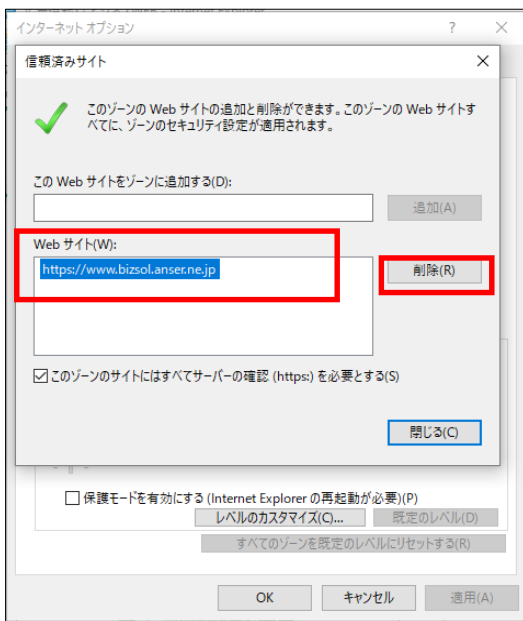 インターネット オプション
?
信頼済みサイト
このゾーンの Web サイトの追加と削除ができます。このゾーンの Web サイトす
べてに、ゾーンのセキュリティ設定が適用されます。
この Web サイトをゾーンに追加する(D):
追加(A)
Web サイト(W):
https://www.bizsol.anser.ne.jp
削除(R)
このゾーンのサイトにはすべてサーバーの確認 (https:) を必要とする(S)
閉じる(C)
保護モードを有効にする (Internet Explorer の再起動が必要)(P)
レベルのカスタマイズ(C)...
既定のレベル(D)
すべてのゾーンを既定のレベルにリセットする(R)
OK
キャンセル
適用(A)